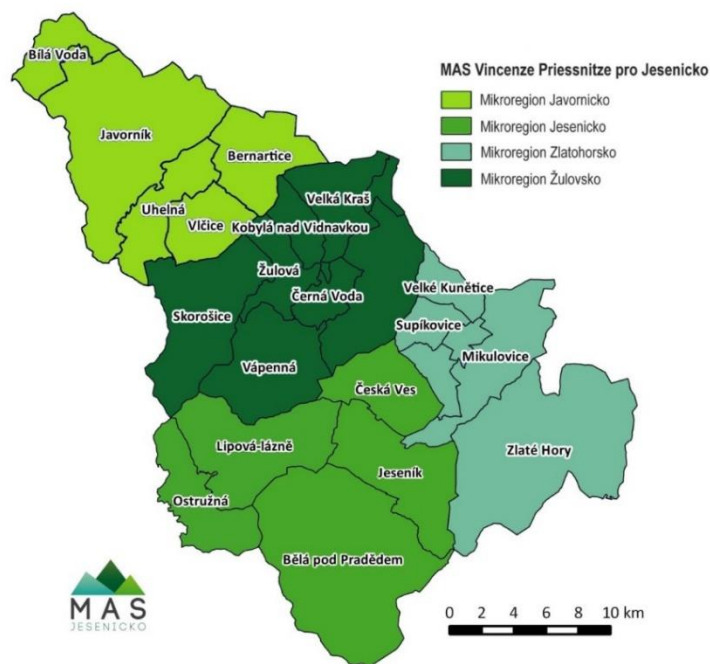 Bílá Voda
MAS Vincenze Priessnitze pro Jesenicko
Mikroregion Javornicko
Mikroregion Jesenicko
Mikroregion Zlatohorsko
Mikroregion Žulovsko
Javorník
Bernartice
Velká Kraš
Uhelná
Vlčice
Kobylá nad Vidnavkou
Žulová
Černá Voda
Velké Kunětice
Skorošice
Supíkovice
Mikulovice
Vápenná
Česká Ves
Lipová-lázně
Jeseník
Zlaté Hory
Ostružná
Bělá pod Pradědem
MAS
JESENICKO
0 2 4 6 8 10 km